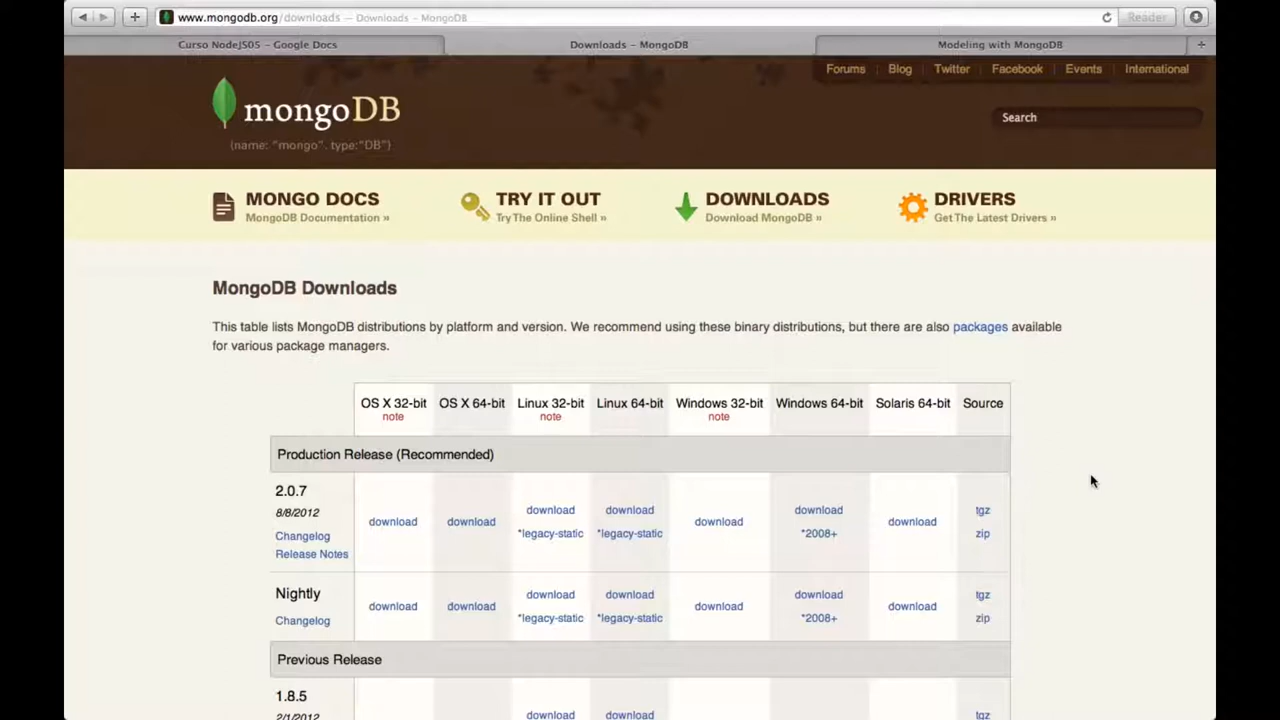 www.mongodb.org/downloads — Downloads – MongoDB
Reader
Curso NodeJS05 – Google Docs
Downloads – MongoDB
Modeling with MongoDB
Forums
Blog
Twitter
Facebook
Events
International
mongoDB
{name: "mongo", type:"DB"}
Search
MONGO DOCS
MongoDB Documentation »
TRY IT OUT
Try The Online Shell »
DOWNLOADS
Download MongoDB »
DRIVERS
Get The Latest Drivers »
MongoDB Downloads
This table lists MongoDB distributions by platform and version. We recommend using these binary distributions, but there are also packages available
for various package managers.
OS X 32-bit OS X 64-bit Linux 32-bit Linux 64-bit Windows 32-bit Windows 64-bit Solaris 64-bit Source
note note note
Production Release (Recommended)
2.0.7
8/8/2012
Changelog
Release Notes
download download download download download download download tgz
*legacy-static *legacy-static *2008+ zip
Nightly
Changelog
download download download download download download download tgz
*legacy-static *legacy-static *2008+ zip
Previous Release
1.8.5
2/1/2012
download download download tgz